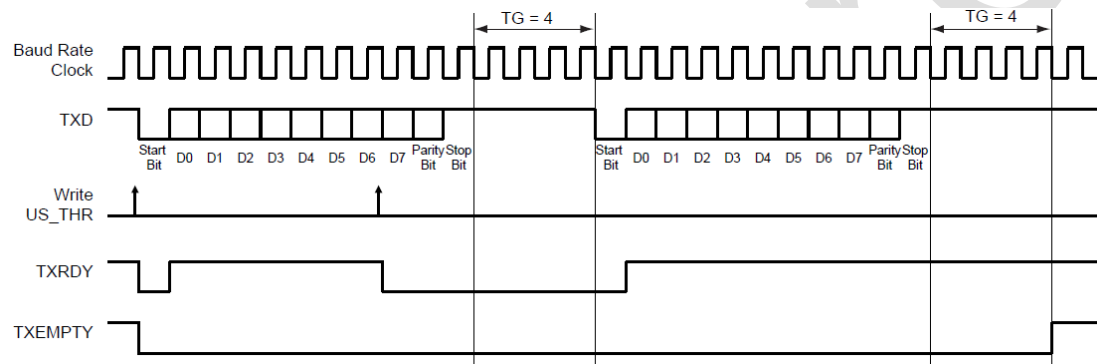 TG = 4
TG = 4
Baud Rate
Clock
TXD
Start
Bit
D0
D1
D2
D3
D4
D5
D6
D7
Parity
Bit
Stop
Bit
Start
Bit
D0
D1
D2
D3
D4
D5
D6
D7
Parity
Bit
Stop
Bit
Write
US_THR
TXRDY
TXEMPTY